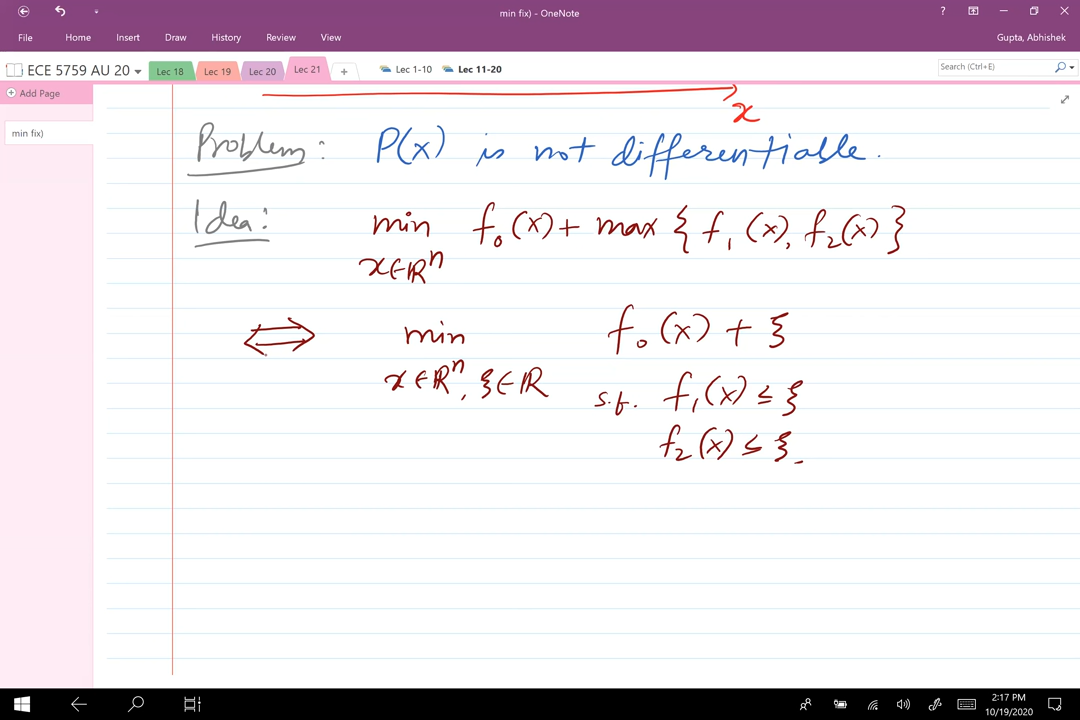 min fix) - OneNote
File Home Insert Draw History Review View Gupta, Abhishek
ECE 5759 AU 20 Lec 18 Lec 19 Lec 20 Lec 21 + Lec 1-10 Lec 11-20 Search (Ctrl+E)
Add Page
min fix)
x
Problem: P(x) is not differentiable.
Idea: min f₀(x) + max { f₁(x), f₂(x) }
x∈ℝⁿ
⟺ min f₀(x) + ξ
x∈ℝⁿ, ξ∈ℝ s.t. f₁(x) ≤ ξ
f₂(x) ≤ ξ
2:17 PM
10/19/2020